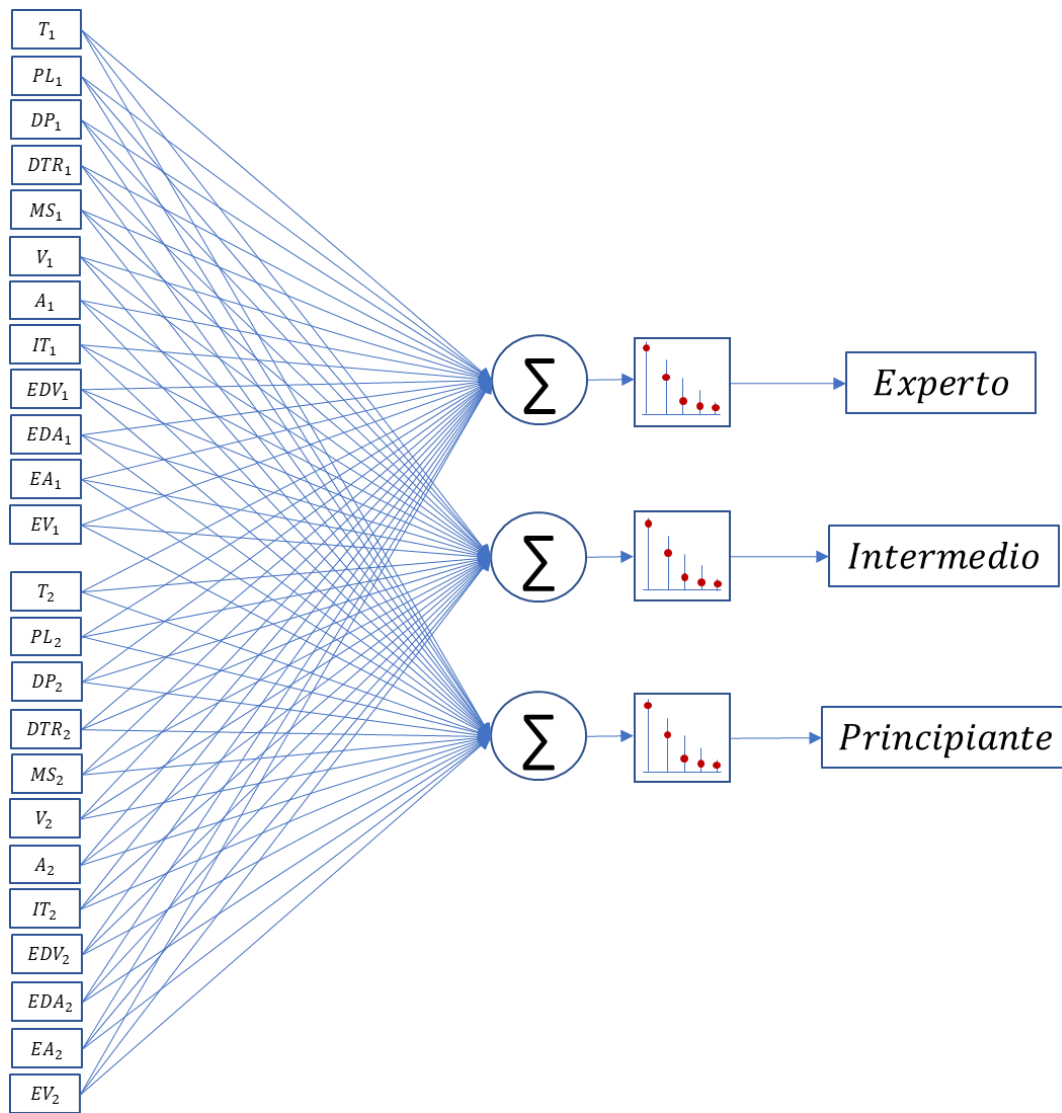 T₁
PL₁
DP₁
DTR₁
MS₁
V₁
A₁
IT₁
EDV₁
EDA₁
EA₁
EV₁
T₂
PL₂
DP₂
DTR₂
MS₂
V₂
A₂
IT₂
EDV₂
EDA₂
EA₂
EV₂
∑
∑
∑
Experto
Intermedio
Principiante